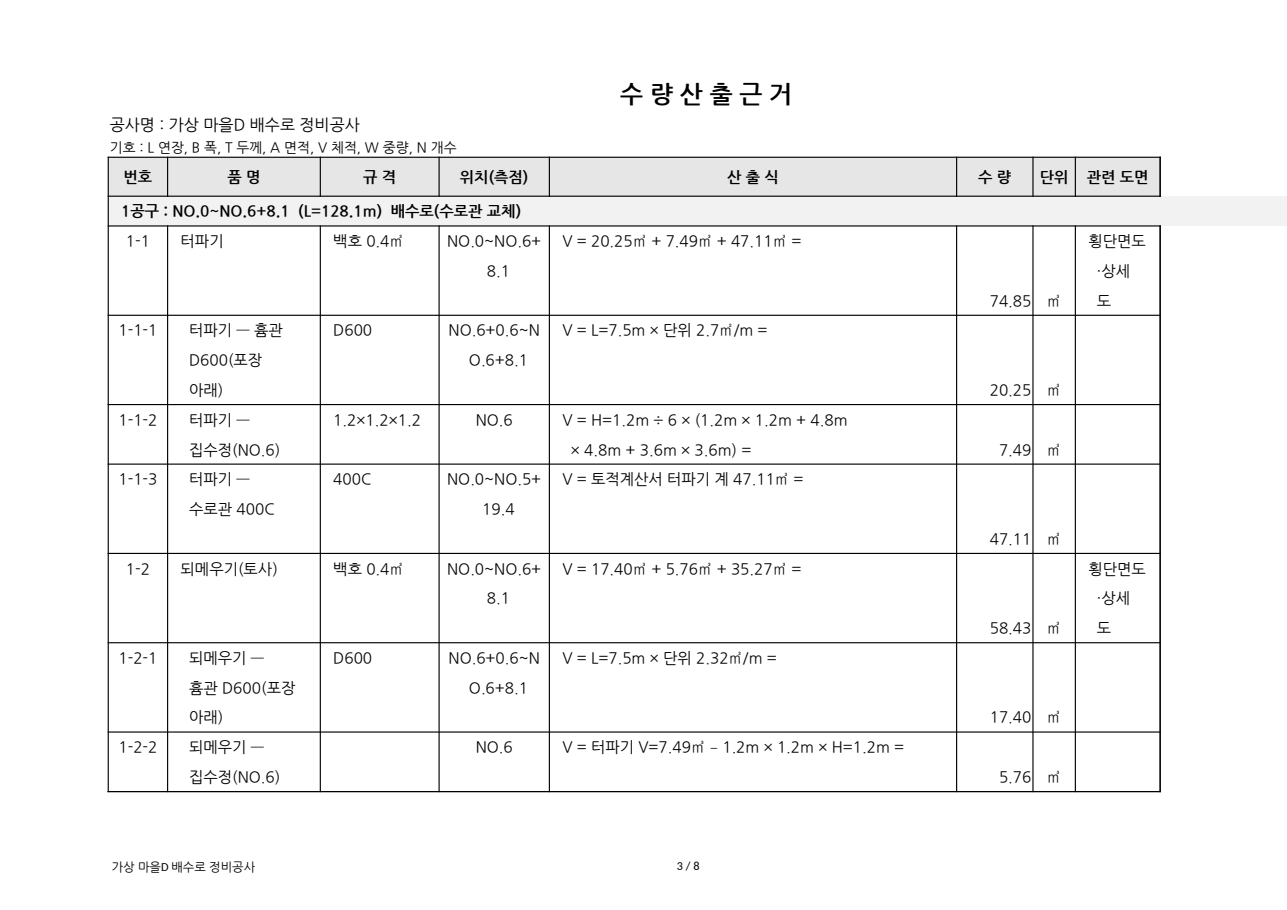 수 량 산 출 근 거
공사명 : 가상 마을D 배수로 정비공사
기호 : L 연장, B 폭, T 두께, A 면적, V 체적, W 중량, N 개수
번호 품 명 규 격 위치(측점) 산 출 식 수 량 단위 관련 도면
1공구 : NO.0~NO.6+8.1 (L=128.1m) 배수로(수로관 교체)
1-1 터파기 백호 0.4㎥ NO.0~NO.6+ V = 20.25㎥ + 7.49㎥ + 47.11㎥ = 횡단면도
8.1 ·상세
74.85 ㎥ 도
1-1-1 터파기 — 흄관 D600 NO.6+0.6~N V = L=7.5m × 단위 2.7㎥/m =
D600(포장 O.6+8.1
아래) 20.25 ㎥
1-1-2 터파기 — 1.2×1.2×1.2 NO.6 V = H=1.2m ÷ 6 × (1.2m × 1.2m + 4.8m
집수정(NO.6) × 4.8m + 3.6m × 3.6m) = 7.49 ㎥
1-1-3 터파기 — 400C NO.0~NO.5+ V = 토적계산서 터파기 계 47.11㎥ =
수로관 400C 19.4
47.11 ㎥
1-2 되메우기(토사) 백호 0.4㎥ NO.0~NO.6+ V = 17.40㎥ + 5.76㎥ + 35.27㎥ = 횡단면도
8.1 ·상세
58.43 ㎥ 도
1-2-1 되메우기 — D600 NO.6+0.6~N V = L=7.5m × 단위 2.32㎥/m =
흄관 D600(포장 O.6+8.1
아래) 17.40 ㎥
1-2-2 되메우기 — NO.6 V = 터파기 V=7.49㎥ – 1.2m × 1.2m × H=1.2m =
집수정(NO.6) 5.76 ㎥
가상 마을D 배수로 정비공사 3 / 8